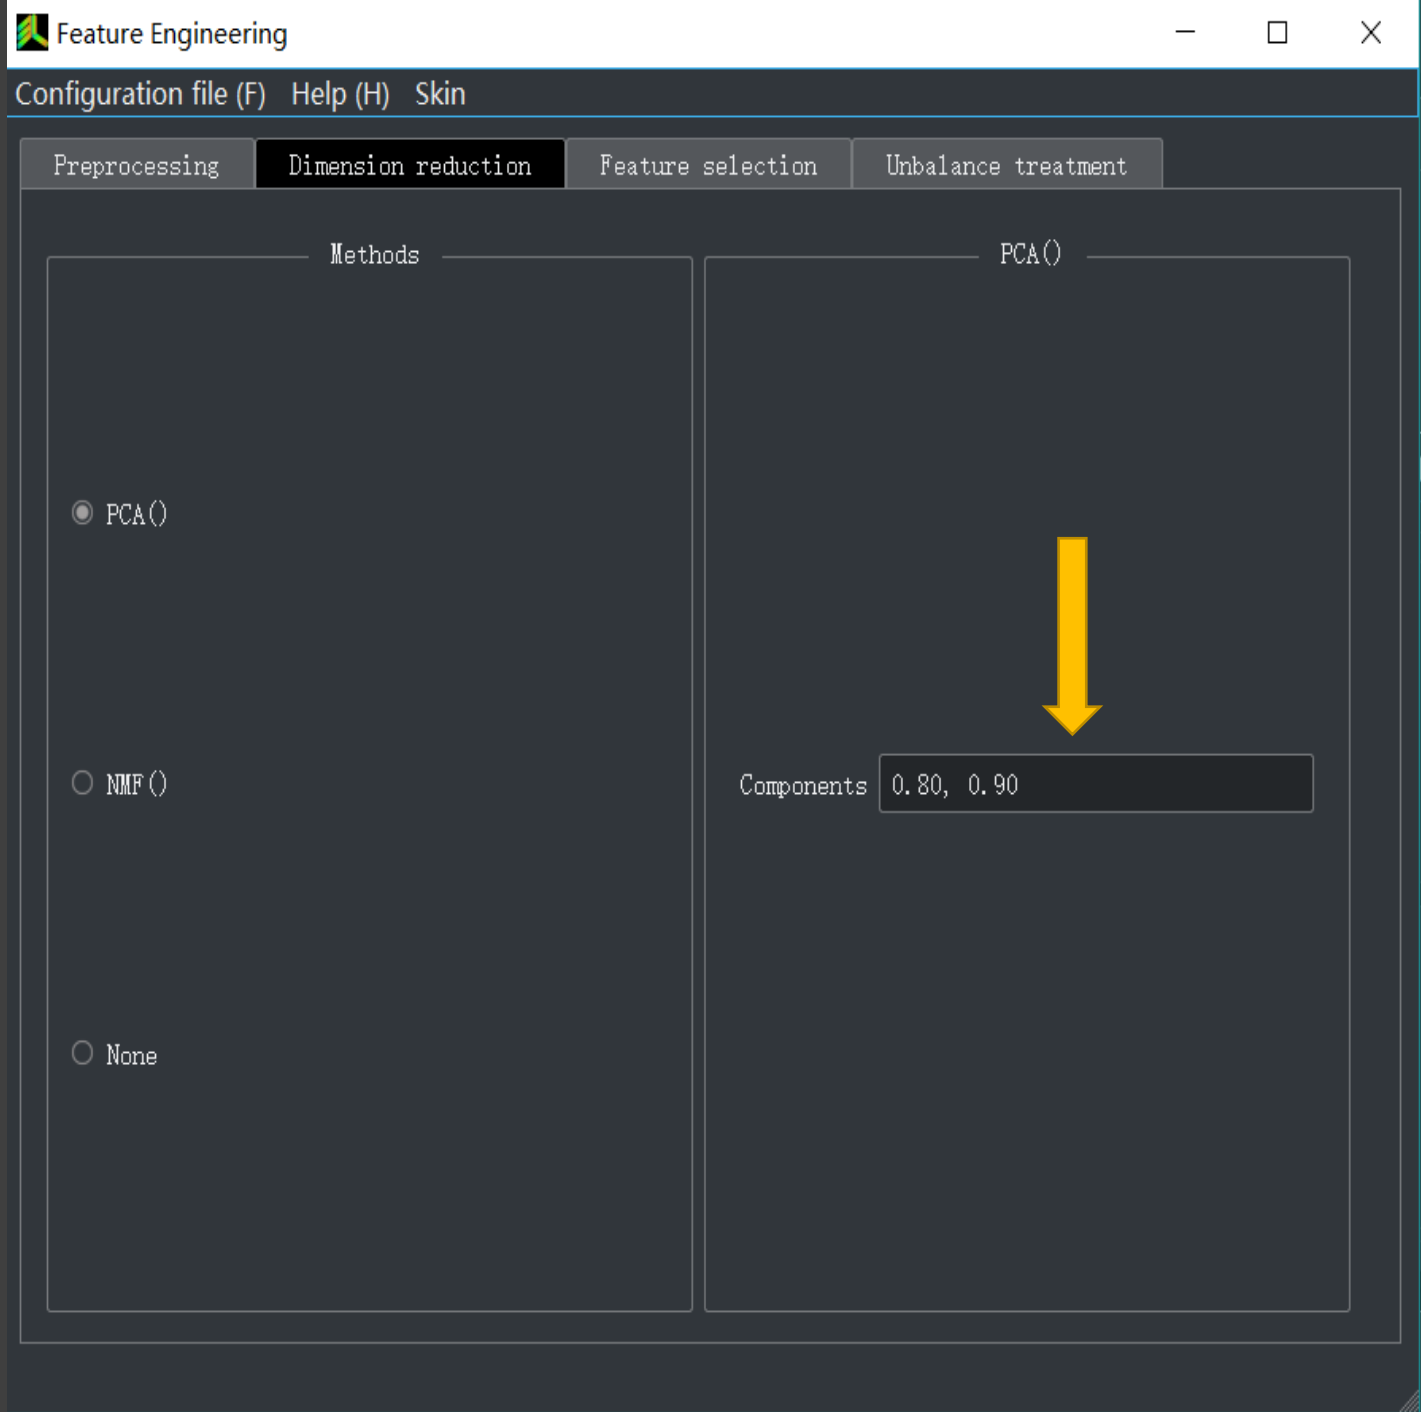 Feature Engineering
Configuration file (F) Help (H) Skin
Preprocessing Dimension reduction Feature selection Unbalance treatment
Methods PCA()
PCA()
NMF()
Components 0.80, 0.90
None